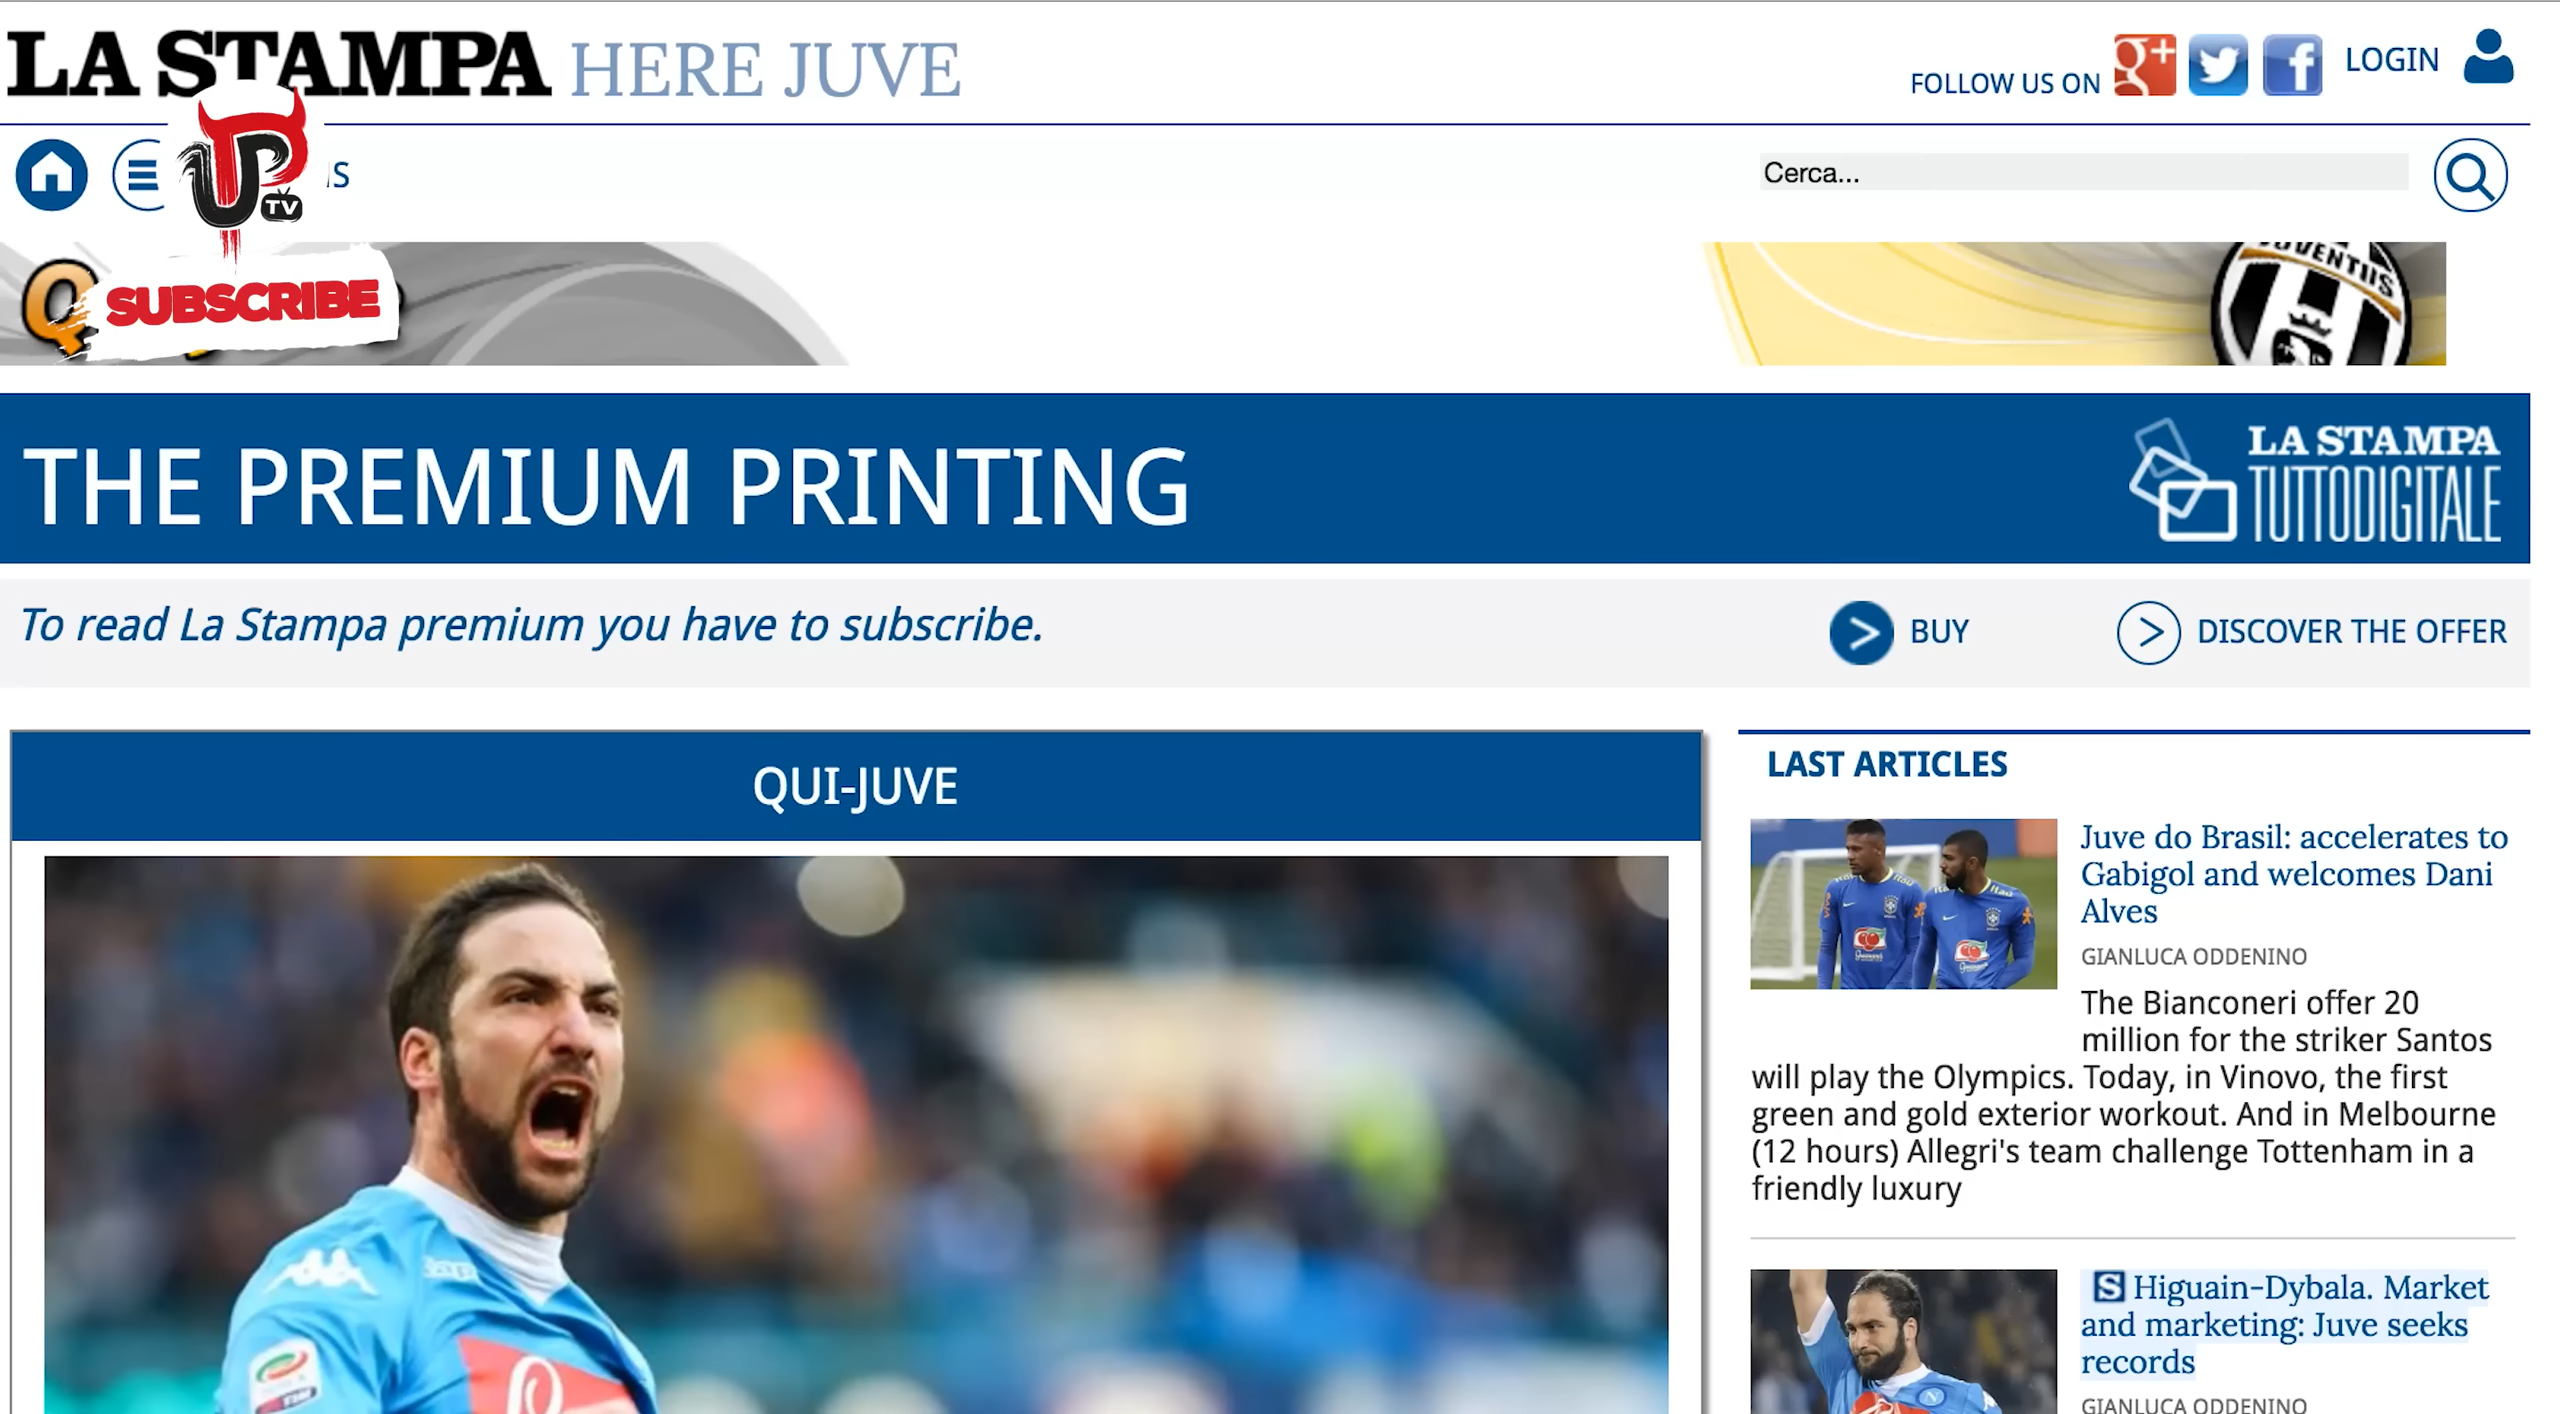 LA STAMPA HERE JUVE
FOLLOW US ON
LOGIN
TV
Cerca...
SUBSCRIBE
JUVENTUS
THE PREMIUM PRINTING
LA STAMPA
TUTTODIGITALE
To read La Stampa premium you have to subscribe.
BUY
DISCOVER THE OFFER
QUI-JUVE
LAST ARTICLES
Juve do Brasil: accelerates to
Gabigol and welcomes Dani
Alves
GIANLUCA ODDENINO
The Bianconeri offer 20
million for the striker Santos
will play the Olympics. Today, in Vinovo, the first
green and gold exterior workout. And in Melbourne
(12 hours) Allegri's team challenge Tottenham in a
friendly luxury
S Higuain-Dybala. Market
and marketing: Juve seeks
records
GIANLUCA ODDENINO